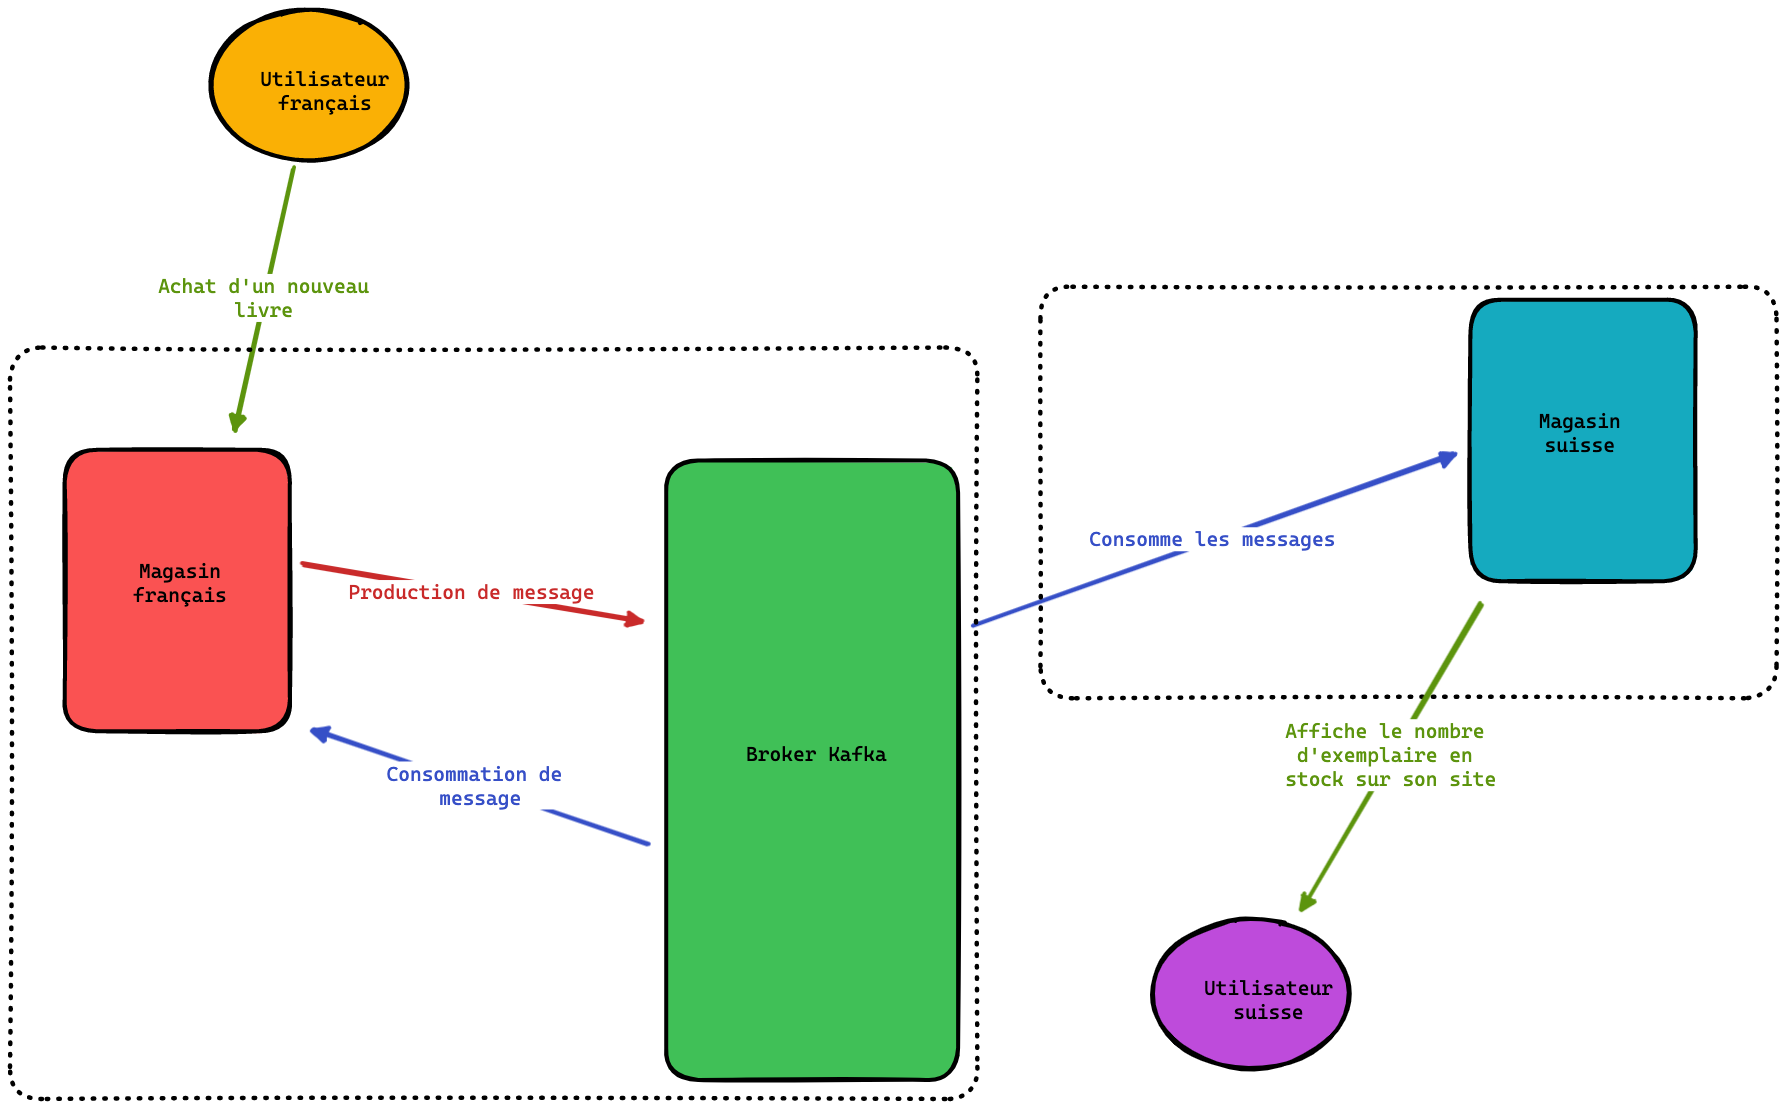 Utilisateur
français
Achat d'un nouveau
livre
Magasin
français
Production de message
Consommation de
message
Broker Kafka
Consomme les messages
Magasin
suisse
Affiche le nombre
d'exemplaire en
stock sur son site
Utilisateur
suisse